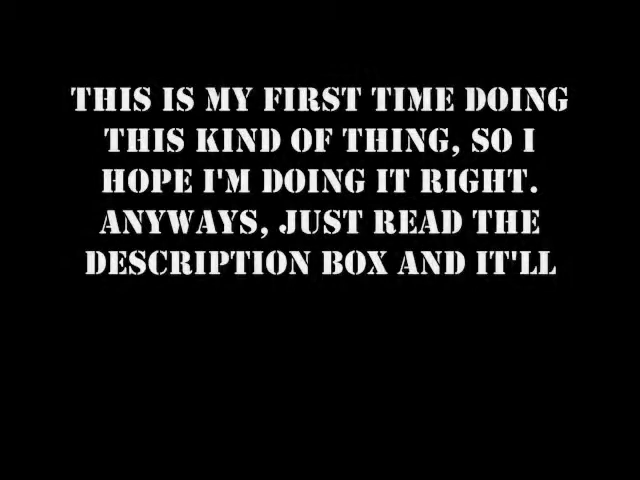 THIS IS MY FIRST TIME DOING
THIS KIND OF THING, SO I
HOPE I'M DOING IT RIGHT.
ANYWAYS, JUST READ THE
DESCRIPTION BOX AND IT'LL